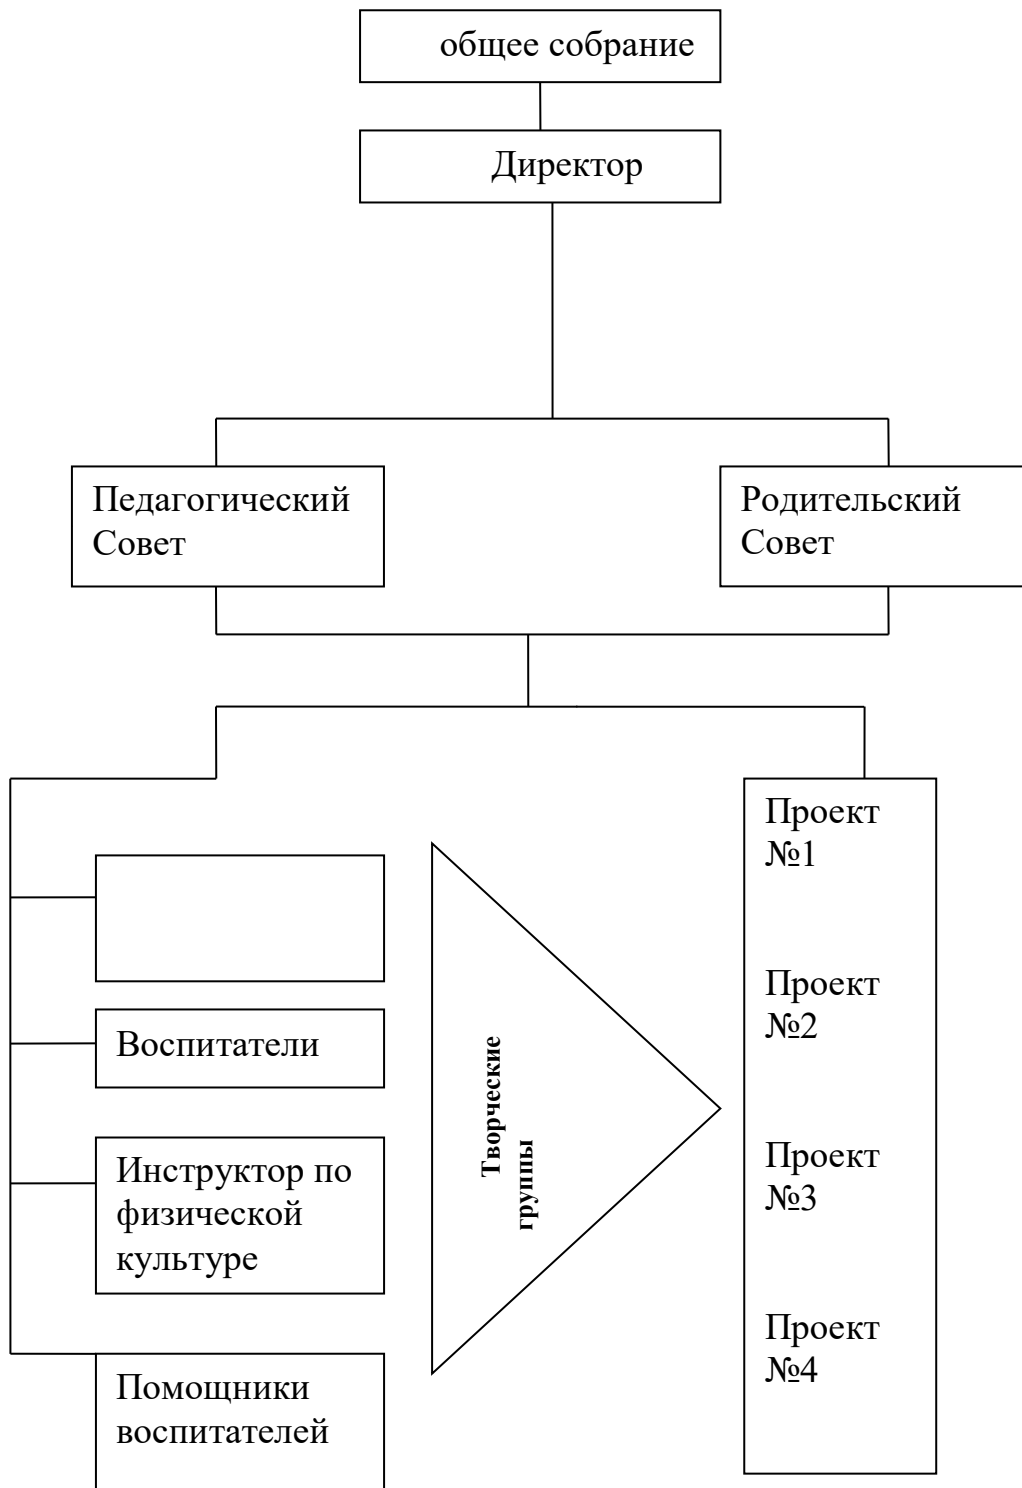 общее собрание
Директор
Педагогический
Совет
Родительский
Совет
Воспитатели
Инструктор по
физической
культуре
Помощники
воспитателей
Творческие
группы
Проект
№1
Проект
№2
Проект
№3
Проект
№4